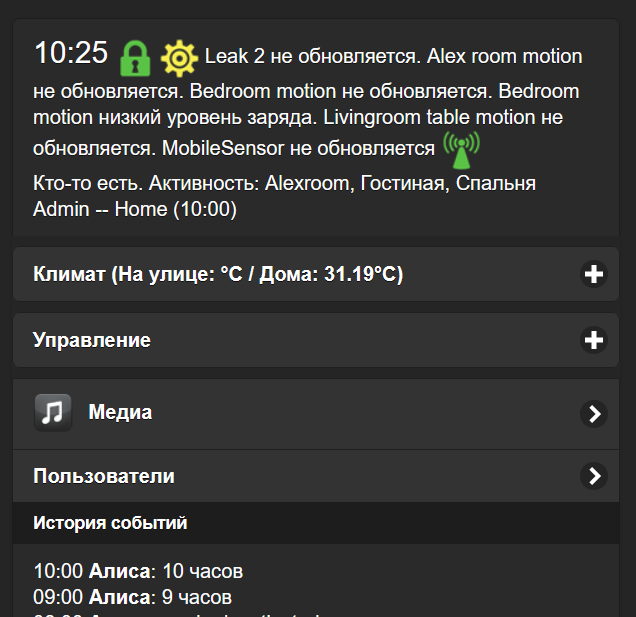 10:25 Leak 2 не обновляется. Alex room motion
не обновляется. Bedroom motion не обновляется. Bedroom
motion низкий уровень заряда. Livingroom table motion не
обновляется. MobileSensor не обновляется
Кто-то есть. Активность: Alexroom, Гостиная, Спальня
Admin -- Home (10:00)
Климат (На улице: °C / Дома: 31.19°C)
Управление
Медиа
Пользователи
История событий
10:00 Алиса: 10 часов
09:00 Алиса: 9 часов